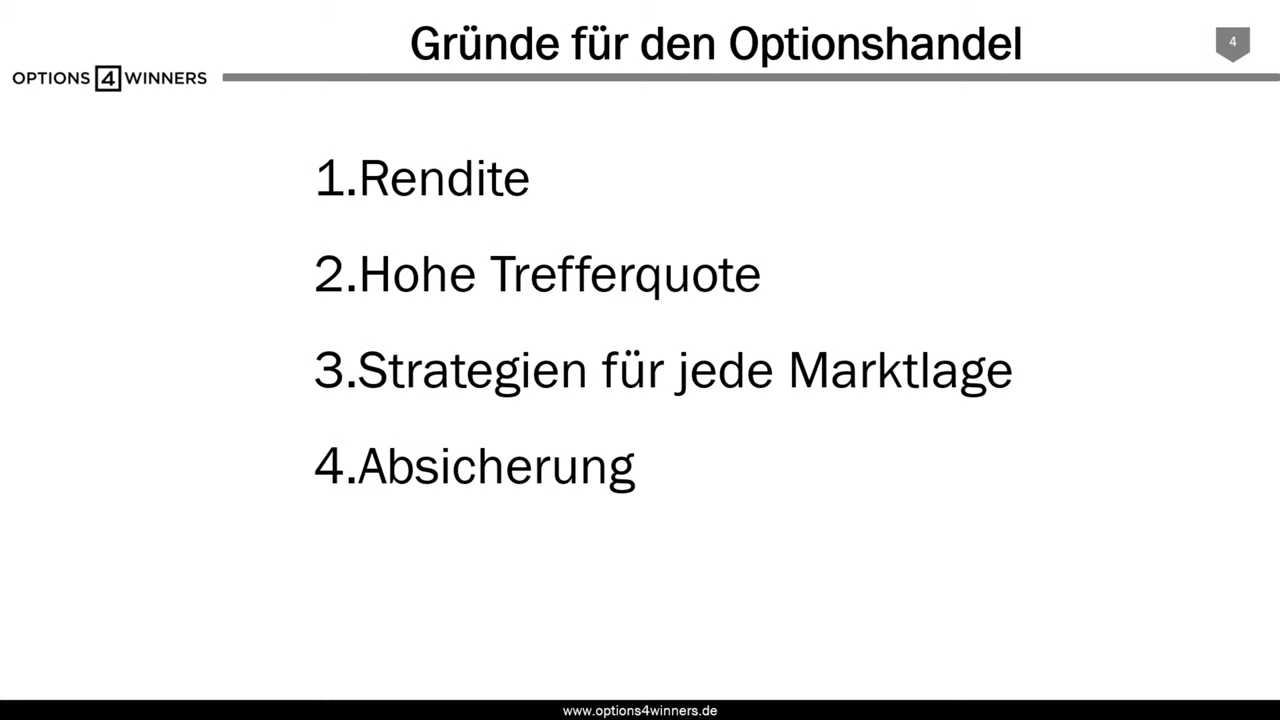 Gründe für den Optionshandel
4
OPTIONS 4 WINNERS
1.Rendite
2.Hohe Trefferquote
3.Strategien für jede Marktlage
4.Absicherung
www.options4winners.de